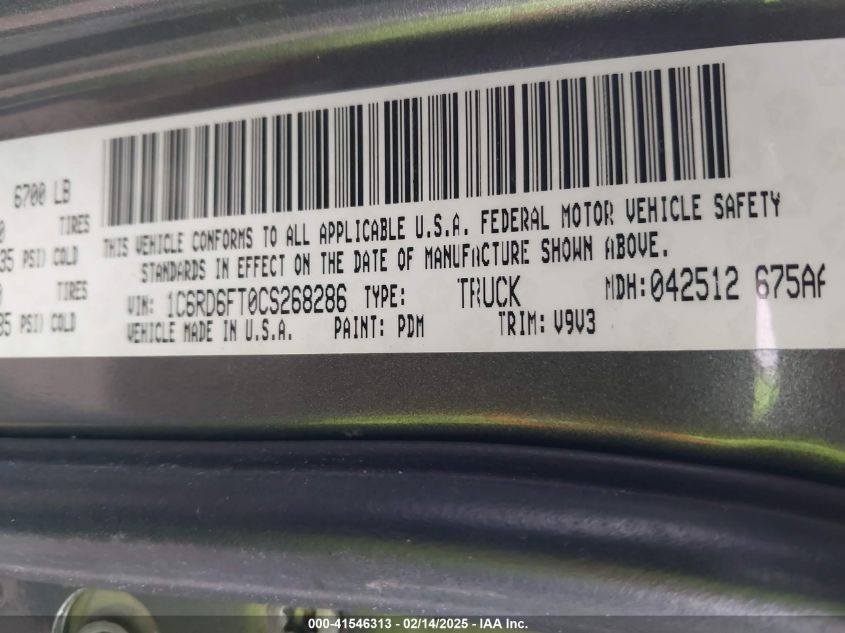 6700 LB
TIRES
35 PSI) COLD
TIRES
35 PSI) COLD
THIS VEHICLE CONFORMS TO ALL APPLICABLE U.S.A. FEDERAL MOTOR VEHICLE SAFETY
STANDARDS IN EFFECT ON THE DATE OF MANUFACTURE SHOWN ABOVE.
VIN: 1C6RD6FT0CS268286 TYPE: TRUCK MDH:042512 675AA
VEHICLE MADE IN U.S.A. PAINT: PDM TRIM: V9V3
000-41546313 - 02/14/2025 - IAA Inc.